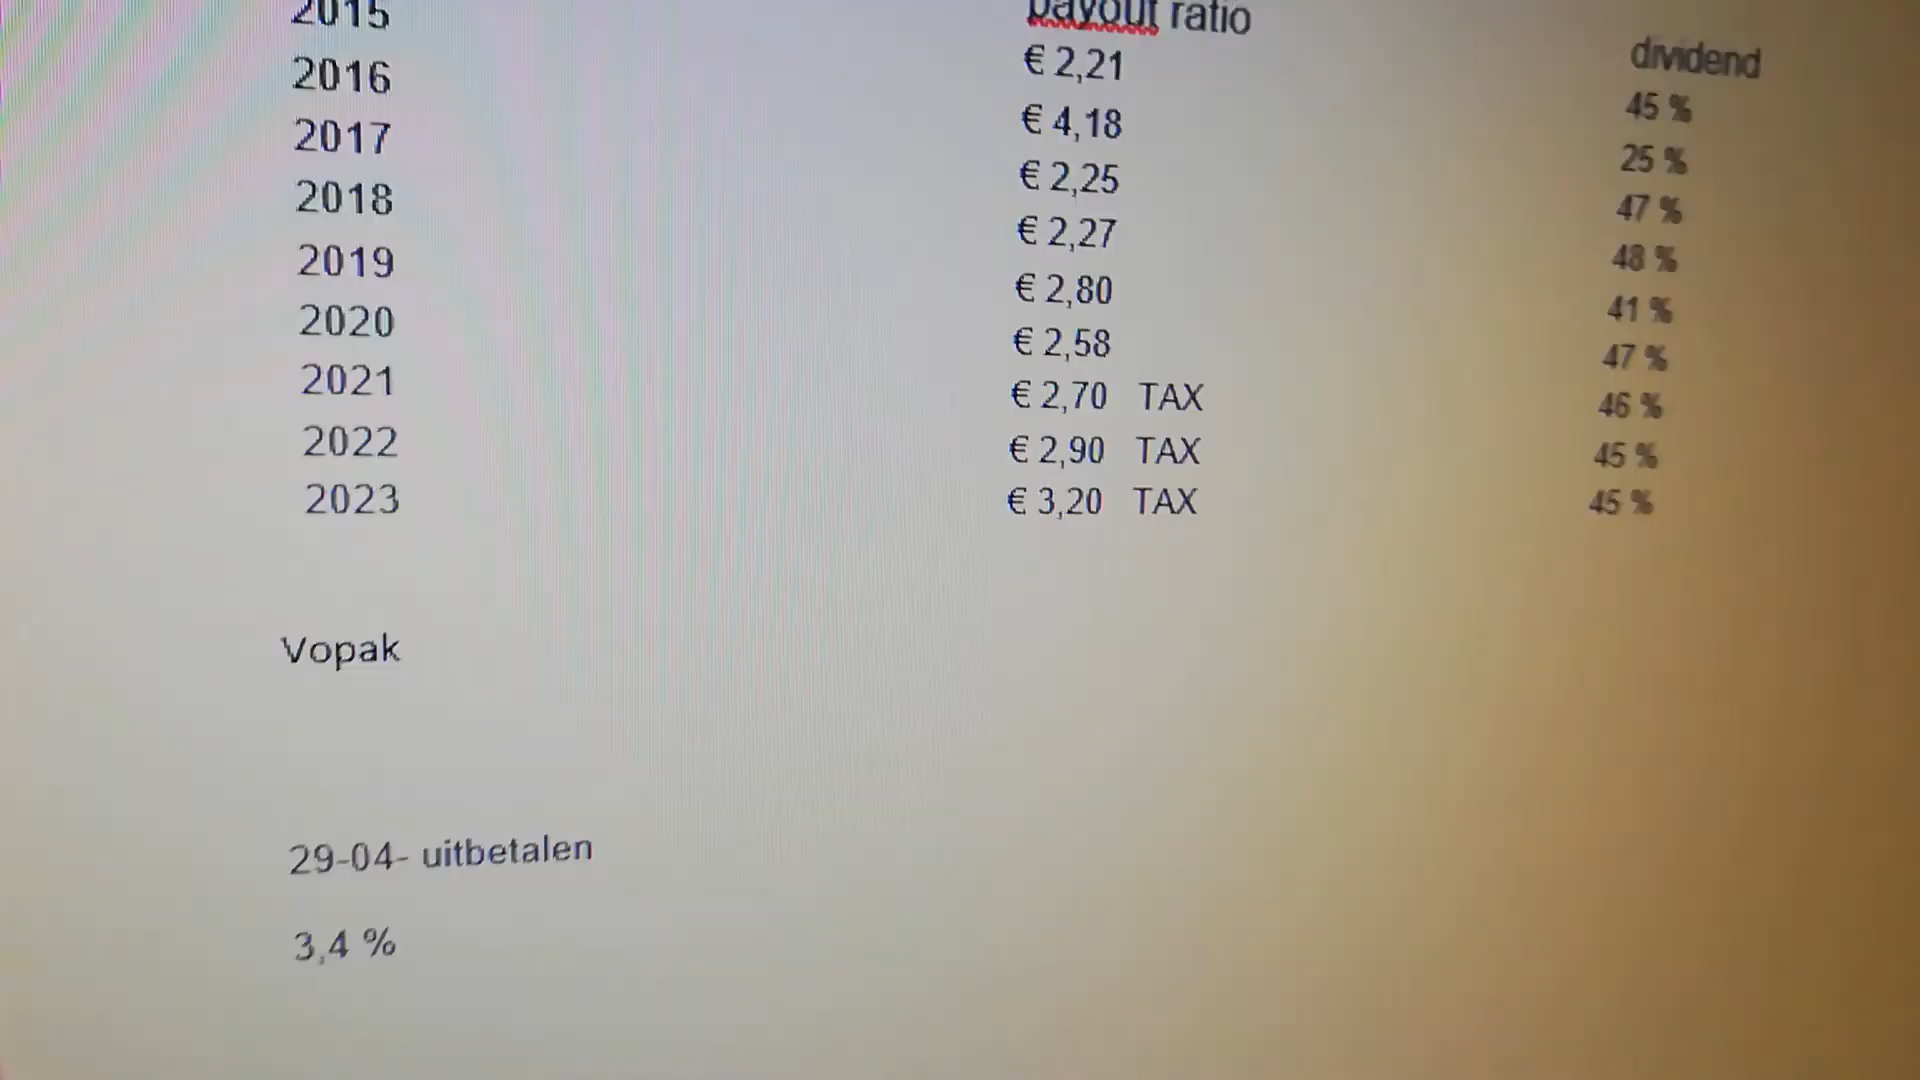 payout ratio dividend
2015 € 2,21 45 %
2016 € 4,18 25 %
2017 € 2,25 47 %
2018 € 2,27 48 %
2019 € 2,80 41 %
2020 € 2,58 47 %
2021 € 2,70 TAX 46 %
2022 € 2,90 TAX 45 %
2023 € 3,20 TAX 45 %
Vopak
29-04- uitbetalen
3,4 %